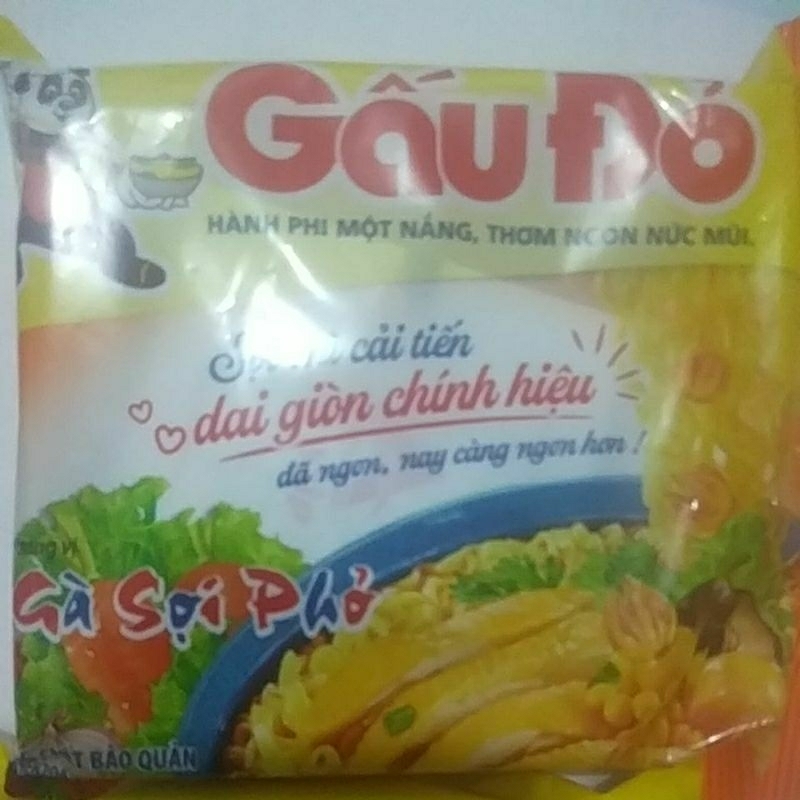 GẤU ĐỎ
HÀNH PHI MỘT NẮNG, THƠM NGON NỨC MŨI.
cải tiến
dai giòn chính hiệu
đã ngon, nay càng ngon hơn !
Gà Sợi Phở
BẢO QUẢN